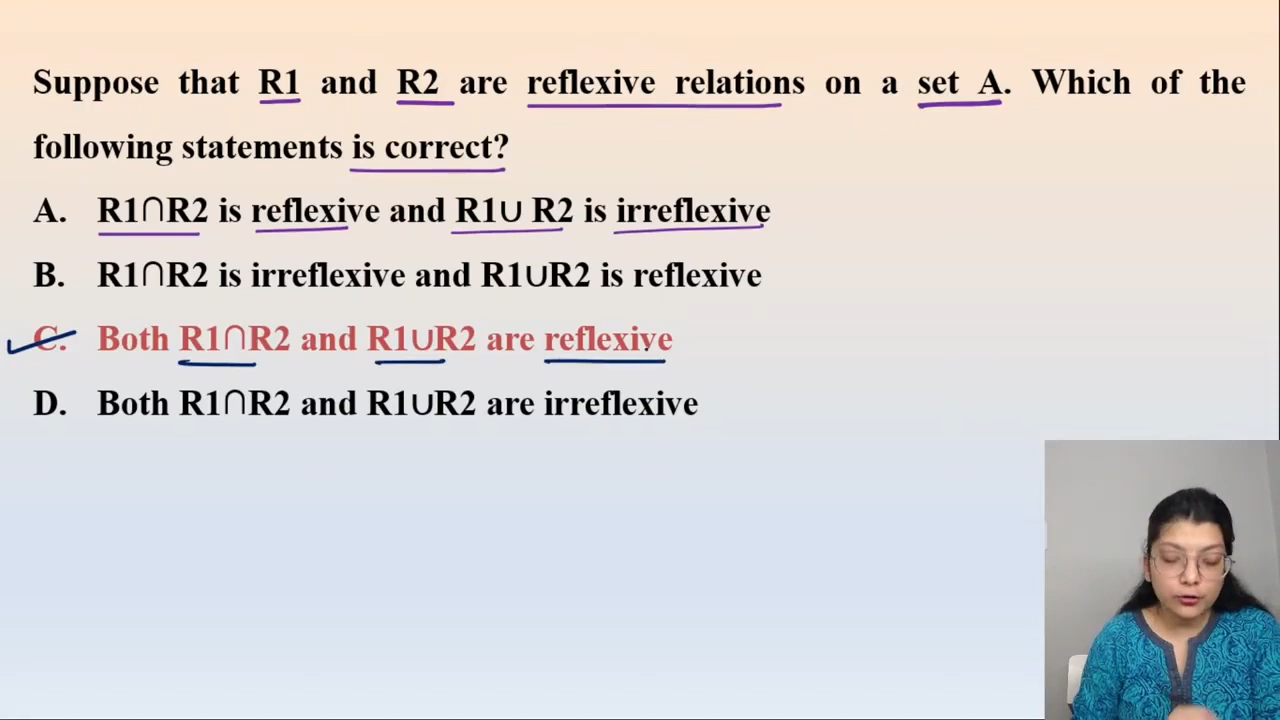 Suppose that R1 and R2 are reflexive relations on a set A. Which of the
following statements is correct?
A. R1∩R2 is reflexive and R1∪ R2 is irreflexive
B. R1∩R2 is irreflexive and R1∪R2 is reflexive
C. Both R1∩R2 and R1∪R2 are reflexive
D. Both R1∩R2 and R1∪R2 are irreflexive